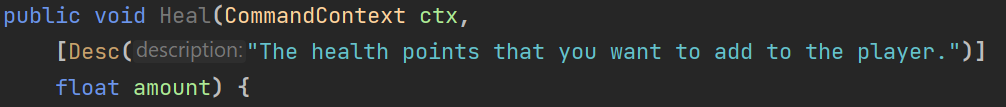 public void Heal(CommandContext ctx,
[Desc( description: "The health points that you want to add to the player.")]
float amount) {